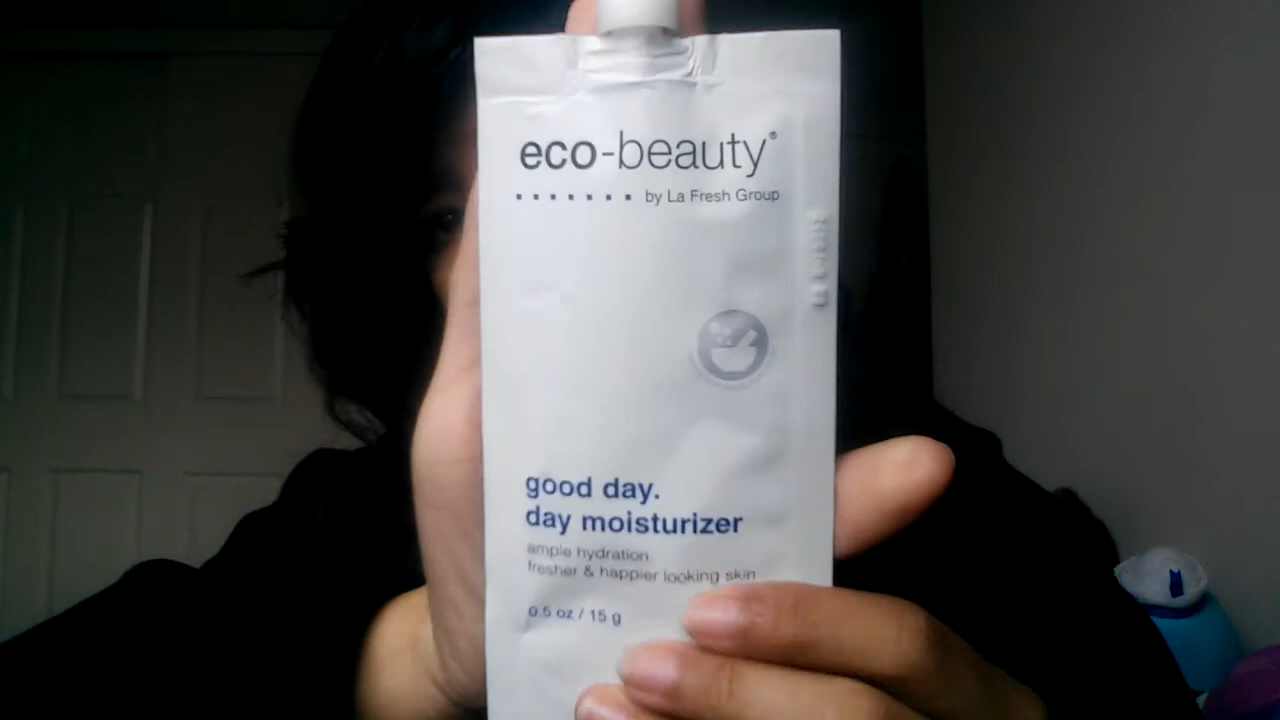 eco-beauty®
by La Fresh Group
good day.
day moisturizer
ample hydration
fresher & happier looking skin
0.5 oz / 15 g